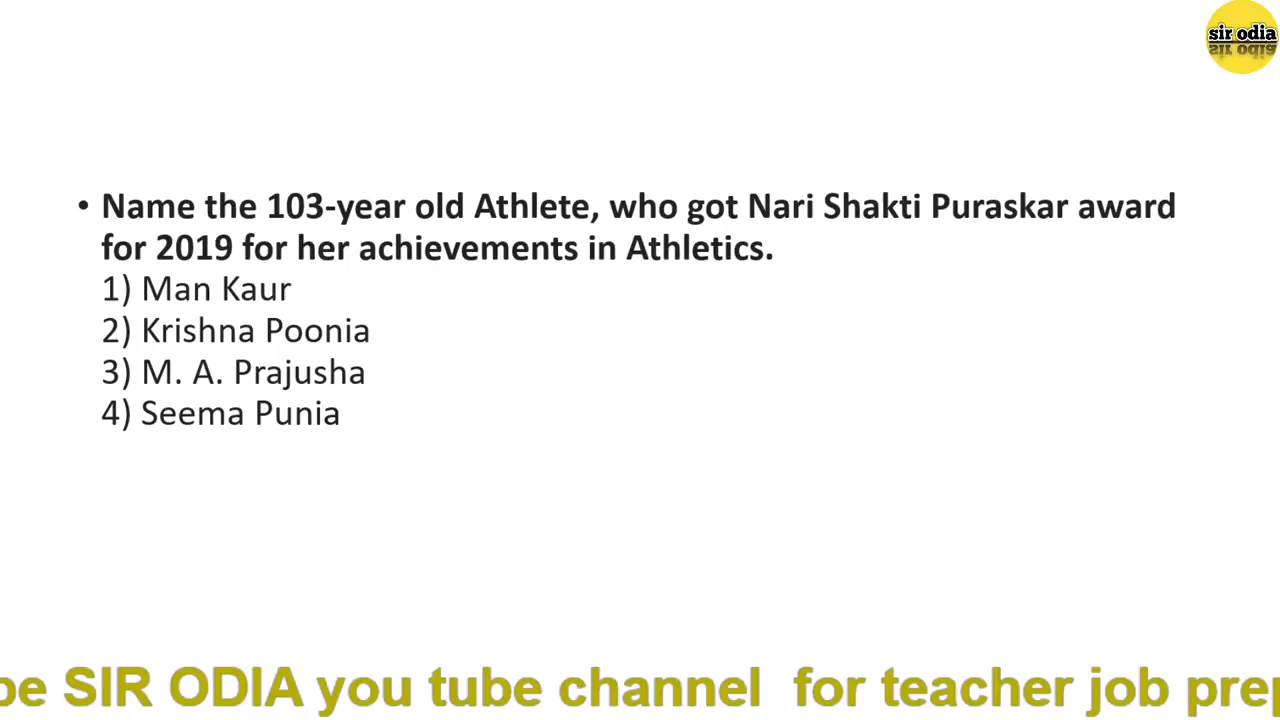 sir odia
• Name the 103-year old Athlete, who got Nari Shakti Puraskar award
for 2019 for her achievements in Athletics.
1) Man Kaur
2) Krishna Poonia
3) M. A. Prajusha
4) Seema Punia
be SIR ODIA you tube channel for teacher job prep